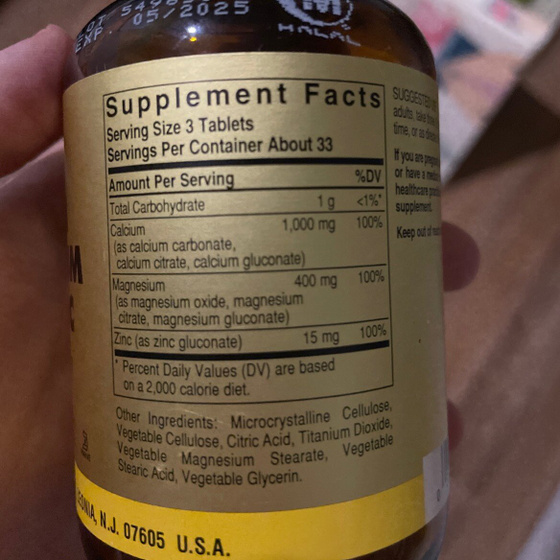 EXP. 05/2025
HALAL
Supplement Facts
Serving Size 3 Tablets
Servings Per Container About 33
Amount Per Serving %DV
Total Carbohydrate 1 g <1%*
Calcium 1,000 mg 100%
(as calcium carbonate,
calcium citrate, calcium gluconate)
Magnesium 400 mg 100%
(as magnesium oxide, magnesium
citrate, magnesium gluconate)
Zinc (as zinc gluconate) 15 mg 100%
* Percent Daily Values (DV) are based
on a 2,000 calorie diet.
Other Ingredients: Microcrystalline Cellulose,
Vegetable Cellulose, Citric Acid, Titanium Dioxide,
Vegetable Magnesium Stearate, Vegetable
Stearic Acid, Vegetable Glycerin.
SUGGESTED
adults, take
time, or as
If you are
or have a
healthcare
supplement.
Keep out of
N.J. 07605 U.S.A.